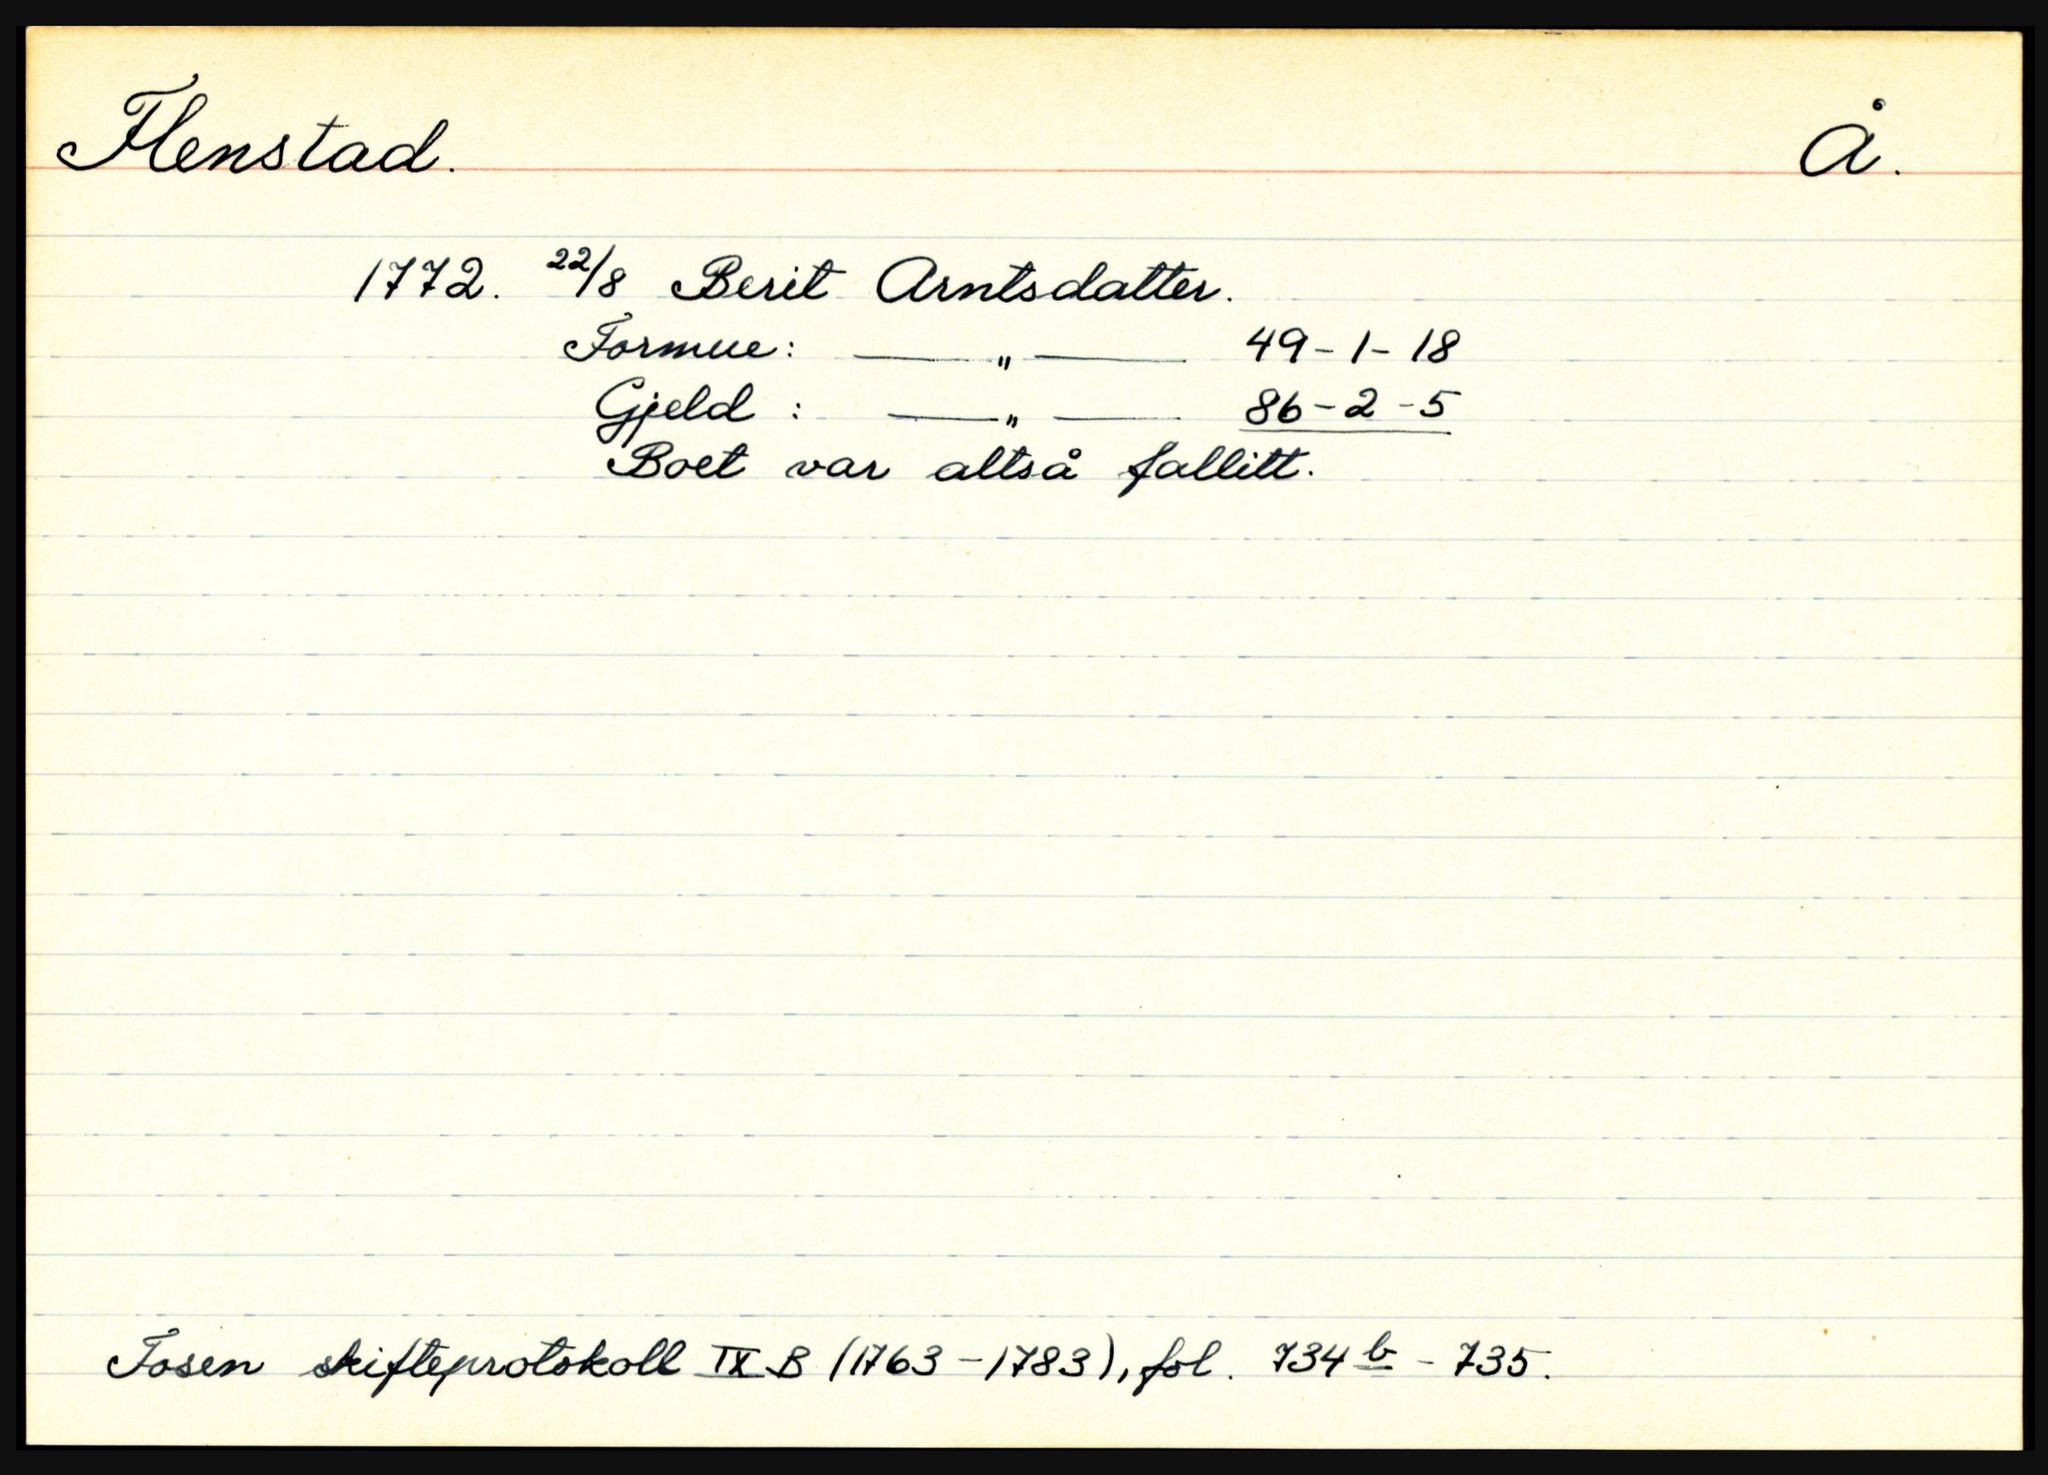 Flenstad. Å.
1772. 22/8 Berit Arntsdatter.
Formue: —„— 49-1-18
Gjeld : —„— 86-2-5
Boet var altså fallitt.
Fosen skifteprotokoll IX B (1763-1783), fol. 734b-735.